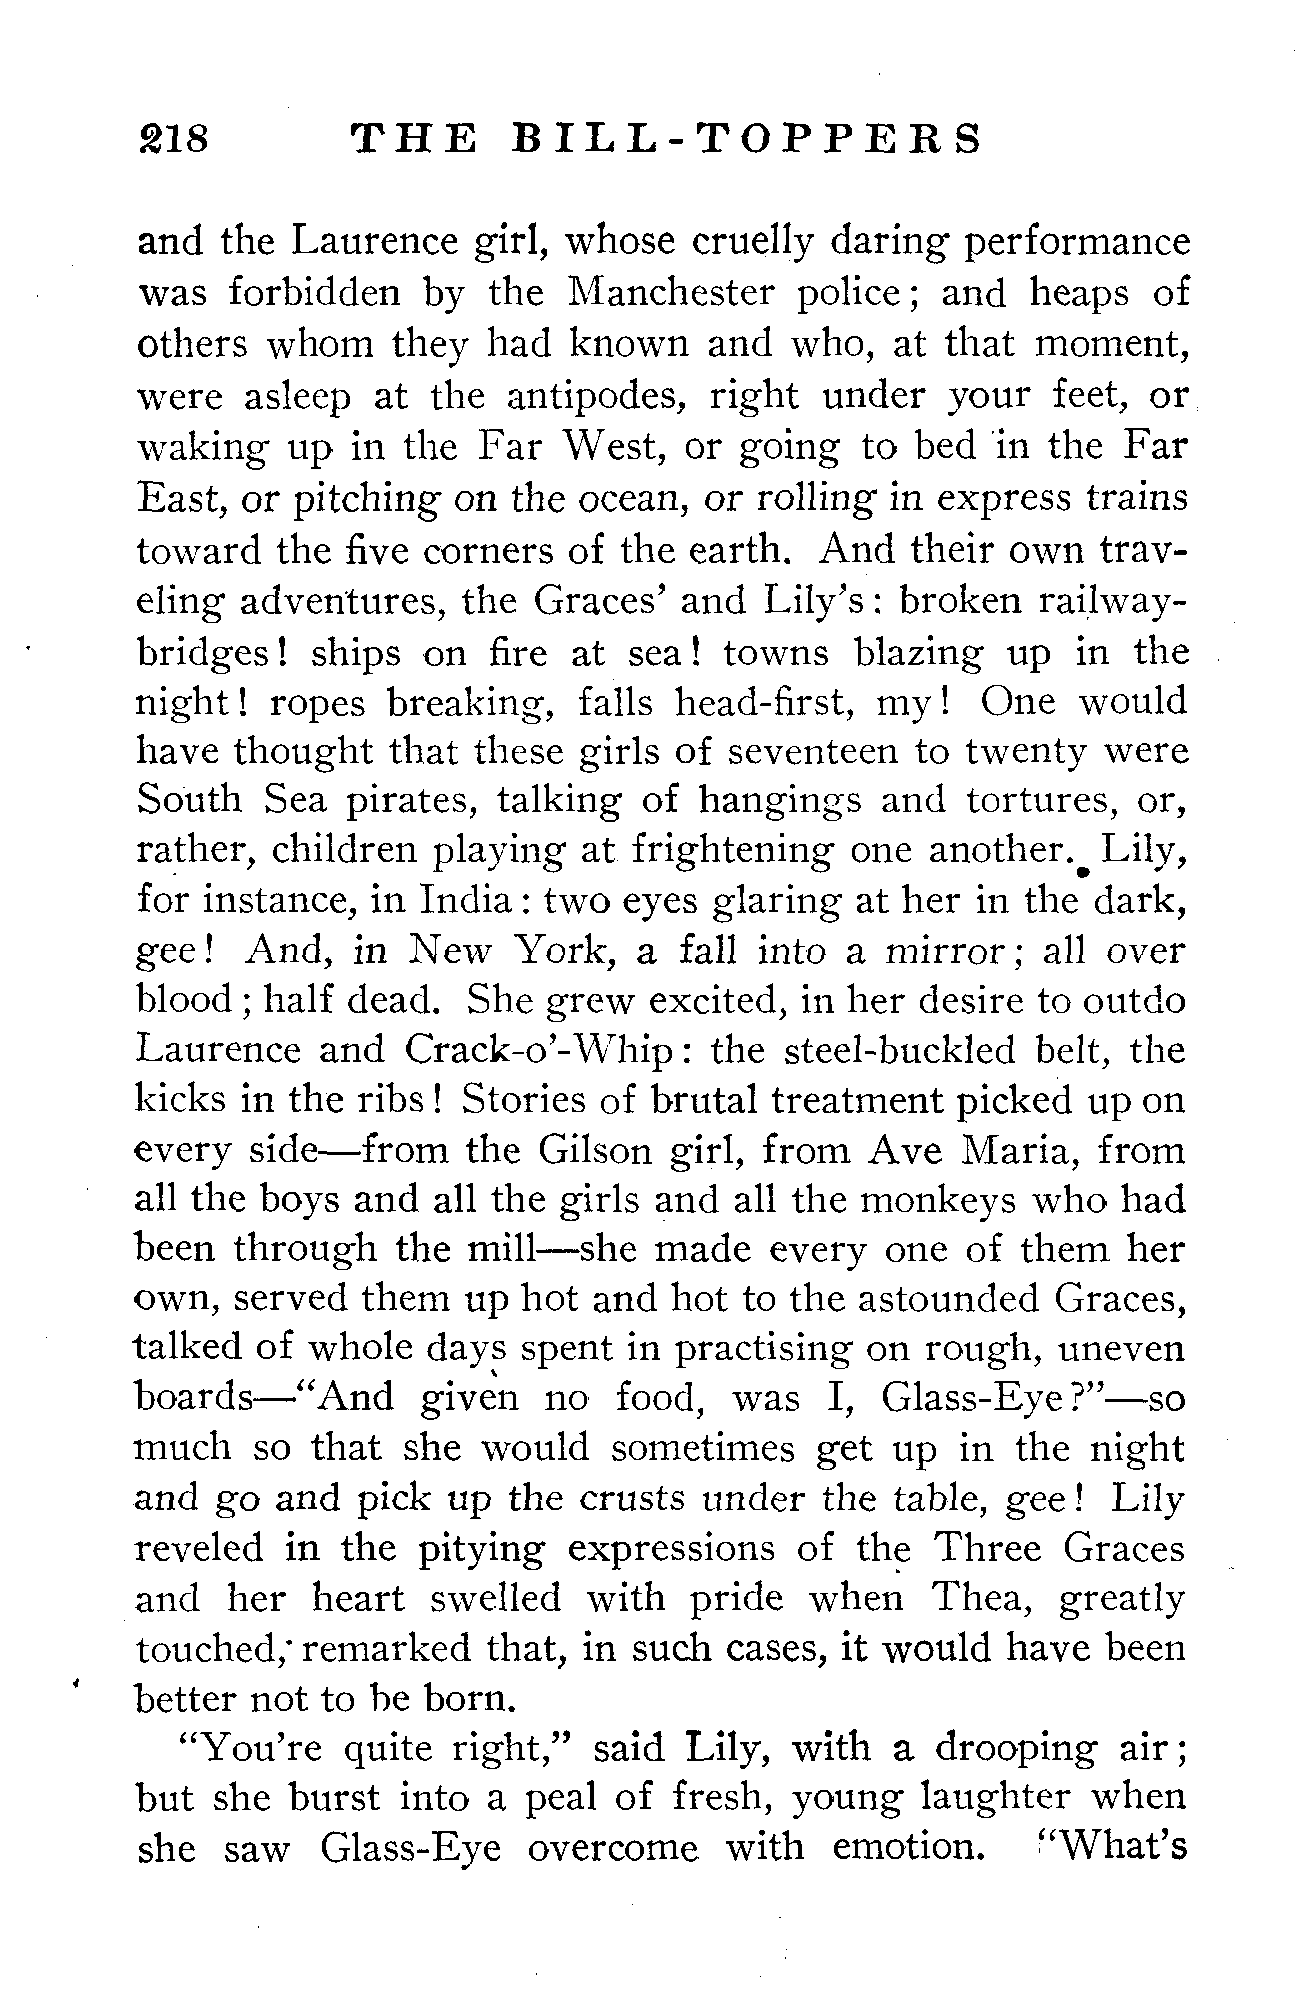 218 THE BILL-TOPPERS
and the Laurence girl, whose cruelly daring performance
was forbidden by the Manchester police; and heaps of
others whom they had known and who, at that moment,
were asleep at the antipodes, right under your feet, or
waking up in the Far West, or going to bed in the Far
East, or pitching on the ocean, or rolling in express trains
toward the five corners of the earth. And their own trav-
eling adventures, the Graces' and Lily's: broken railway-
bridges! ships on fire at sea! towns blazing up in the
night! ropes breaking, falls head-first, my! One would
have thought that these girls of seventeen to twenty were
South Sea pirates, talking of hangings and tortures, or,
rather, children playing at frightening one another. Lily,
for instance, in India: two eyes glaring at her in the dark,
gee! And, in New York, a fall into a mirror; all over
blood; half dead. She grew excited, in her desire to outdo
Laurence and Crack-o'-Whip: the steel-buckled belt, the
kicks in the ribs! Stories of brutal treatment picked up on
every side—from the Gilson girl, from Ave Maria, from
all the boys and all the girls and all the monkeys who had
been through the mill—she made every one of them her
own, served them up hot and hot to the astounded Graces,
talked of whole days spent in practising on rough, uneven
boards—"And given no food, was I, Glass-Eye?"—so
much so that she would sometimes get up in the night
and go and pick up the crusts under the table, gee! Lily
reveled in the pitying expressions of the Three Graces
and her heart swelled with pride when Thea, greatly
touched, remarked that, in such cases, it would have been
better not to be born.
"You're quite right," said Lily, with a drooping air;
but she burst into a peal of fresh, young laughter when
she saw Glass-Eye overcome with emotion. "What's